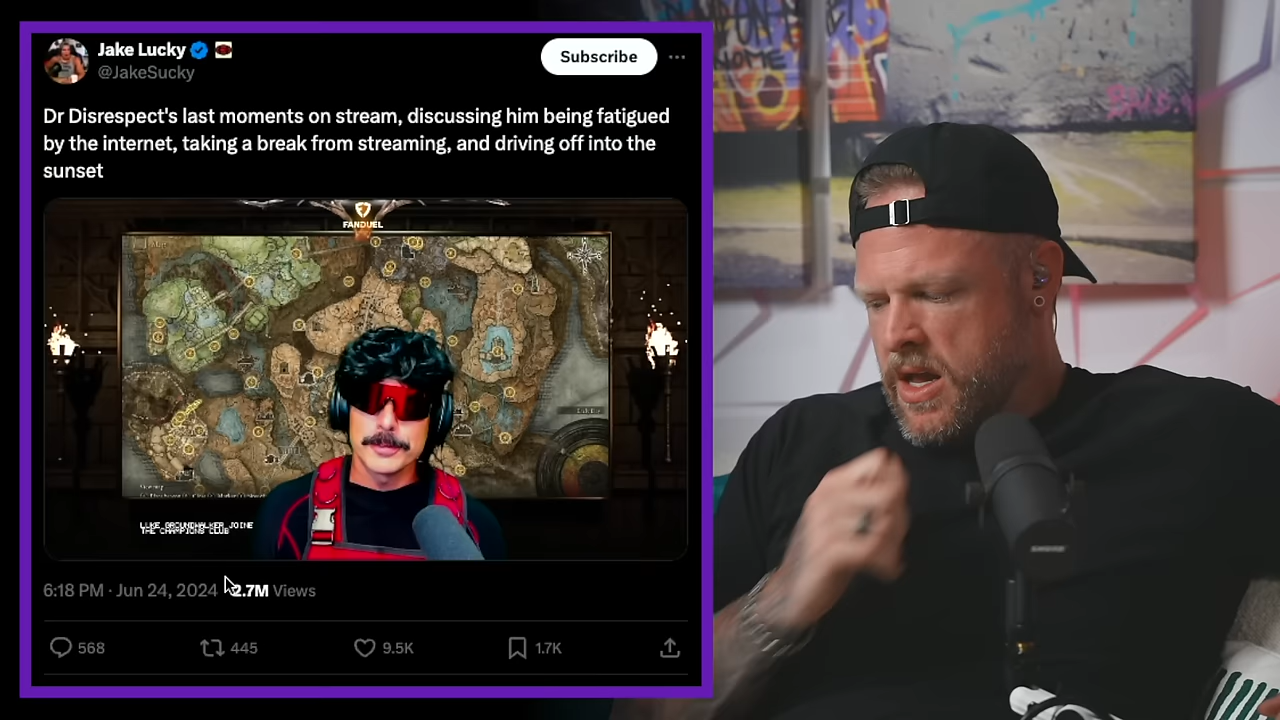 Jake Lucky
@JakeSucky
Subscribe
Dr Disrespect's last moments on stream, discussing him being fatigued
by the internet, taking a break from streaming, and driving off into the
sunset
FANDUEL
THE CHAMPIONS CLUB
6:18 PM · Jun 24, 2024
2.7M Views
568
445
9.5K
1.7K